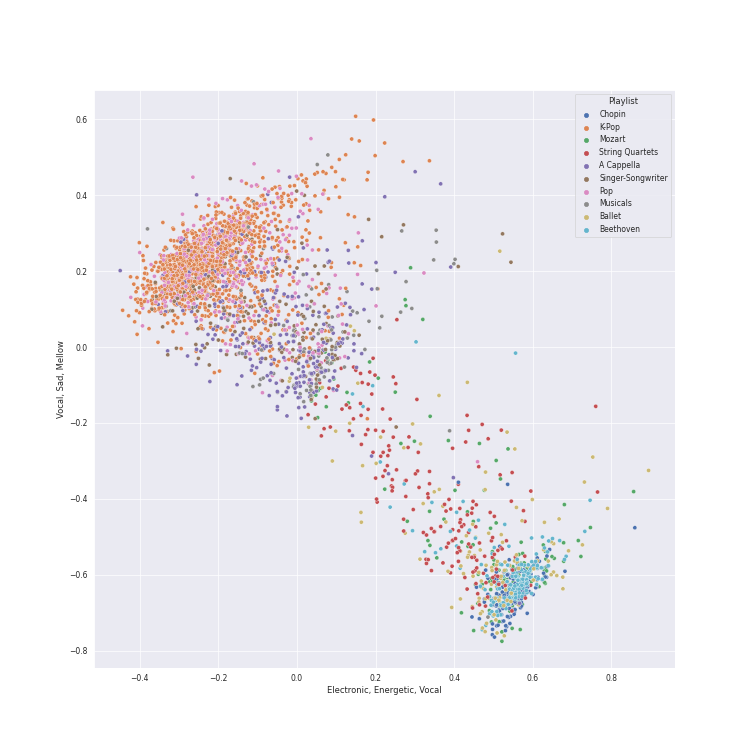 Playlist
Chopin
K-Pop
Mozart
String Quartets
A Cappella
Singer-Songwriter
Pop
Musicals
Ballet
Beethoven
0.6
0.4
0.2
0.0
−0.2
−0.4
−0.6
−0.8
Vocal, Sad, Mellow
−0.4
−0.2
0.0
0.2
0.4
0.6
0.8
Electronic, Energetic, Vocal